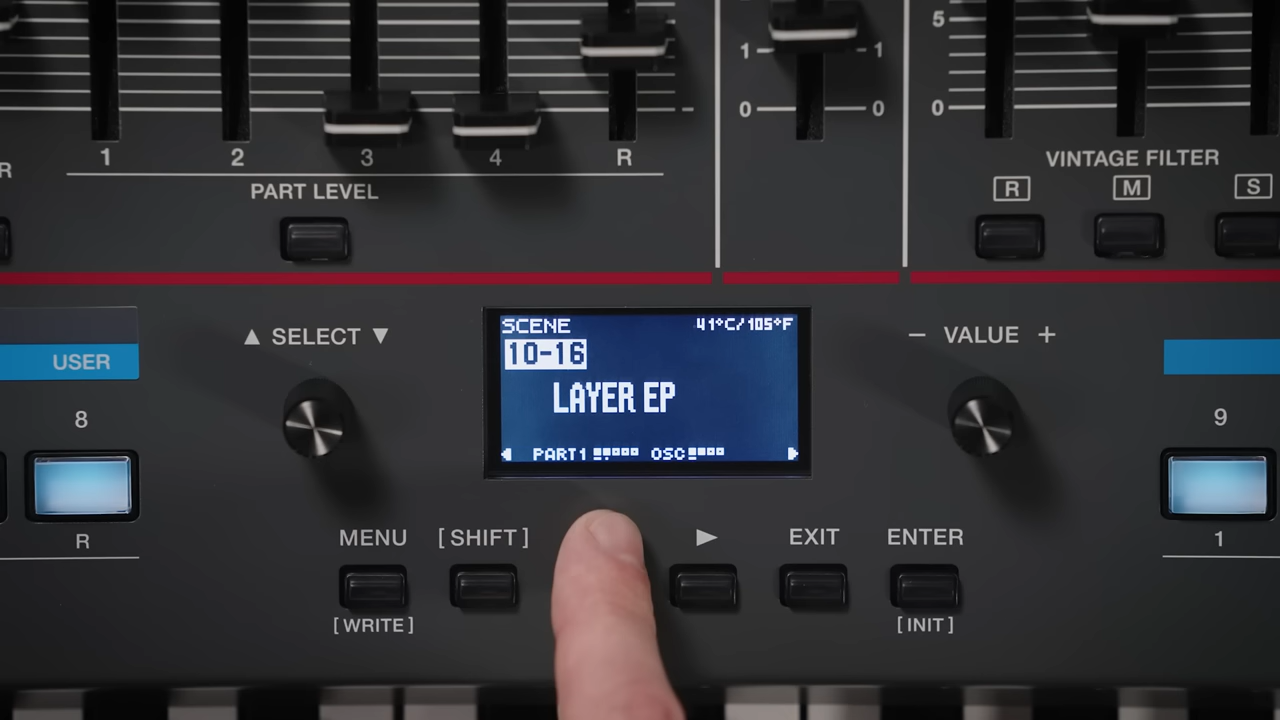 5
1 1
0 0 0
1 2 3 4 R
PART LEVEL
VINTAGE FILTER
R M S
USER
▲ SELECT ▼
SCENE 41°C/105°F
10-16
LAYER EP
PART1 OSC
− VALUE +
8
R
9
1
MENU [SHIFT] ▶ EXIT ENTER
[WRITE] [INIT]